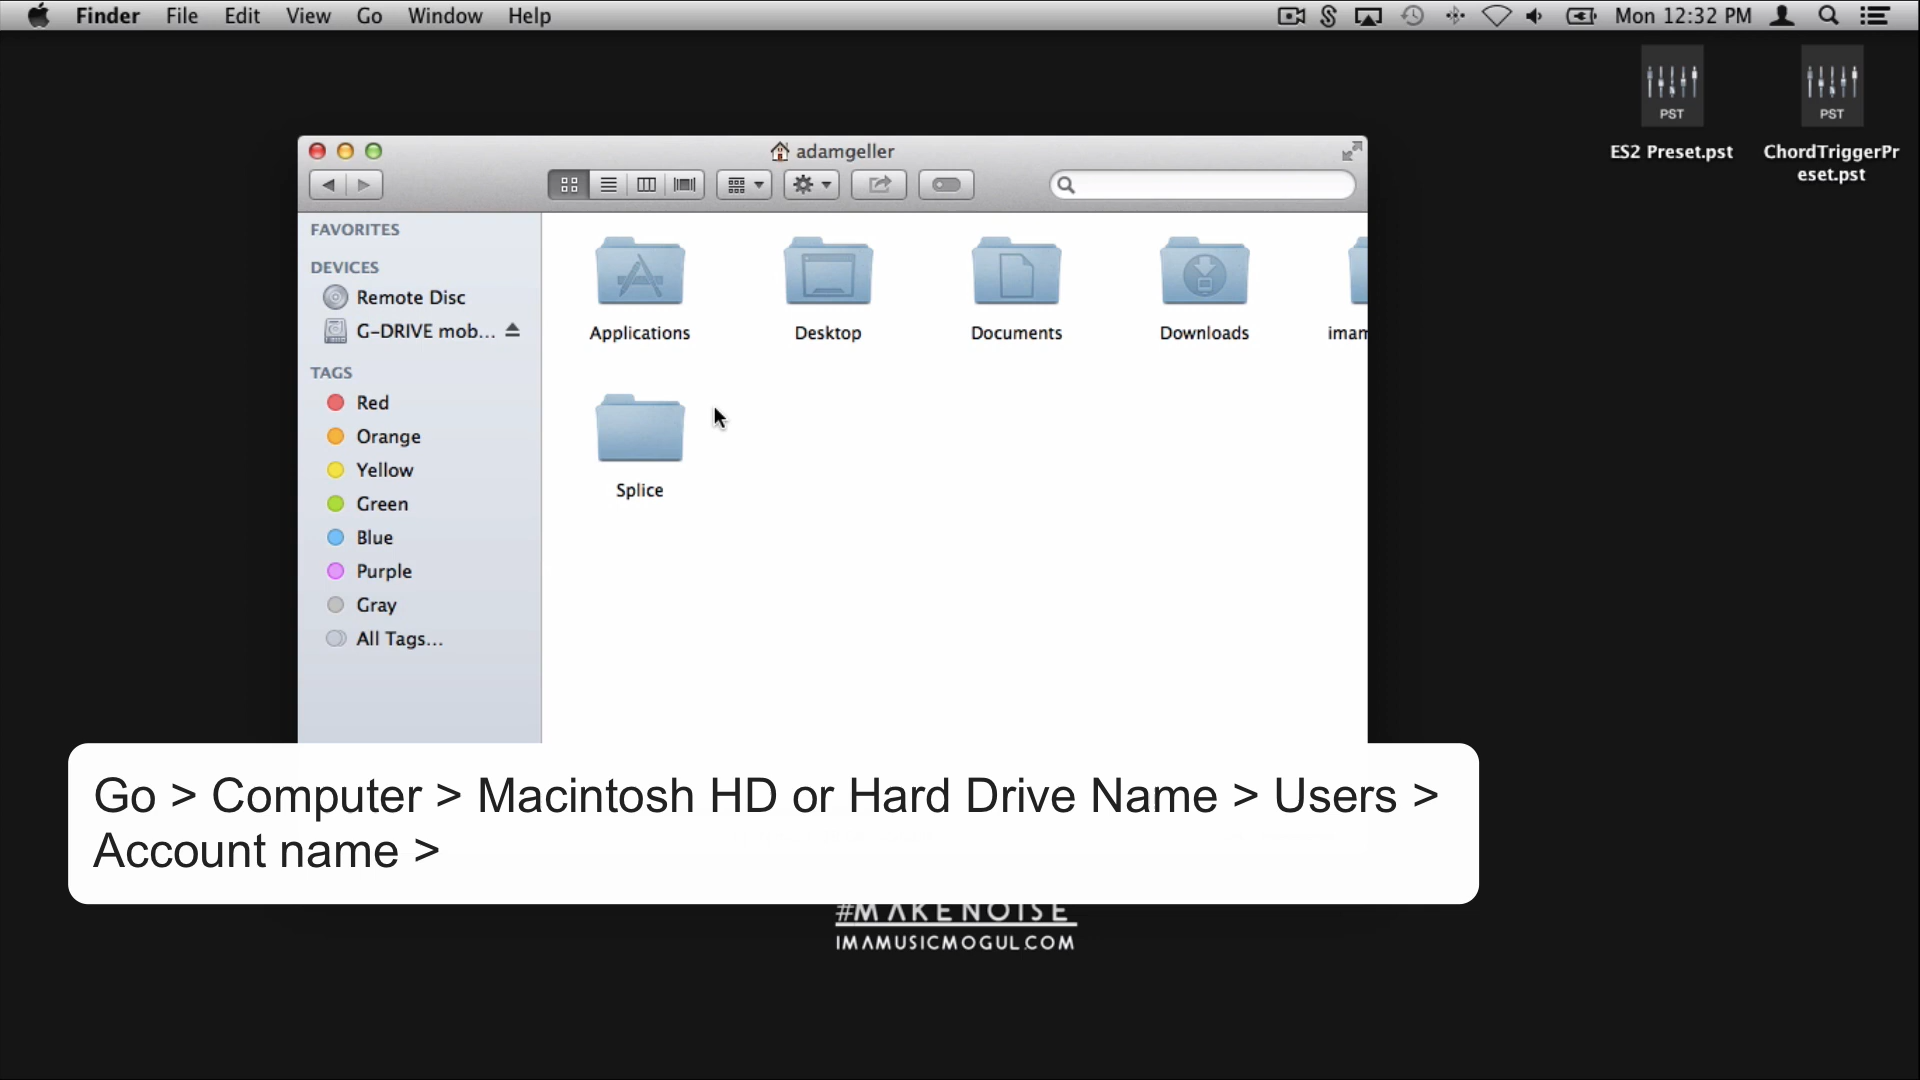 Finder File Edit View Go Window Help Mon 12:32 PM
PST PST
ES2 Preset.pst ChordTriggerPr
eset.pst
adamgeller
FAVORITES
DEVICES
Remote Disc
G-DRIVE mob...
TAGS
Red
Orange
Yellow
Green
Blue
Purple
Gray
All Tags...
Applications Desktop Documents Downloads imam
Splice
Go > Computer > Macintosh HD or Hard Drive Name > Users >
Account name >
#MAKENOISE
IMAMUSICMOGUL.COM